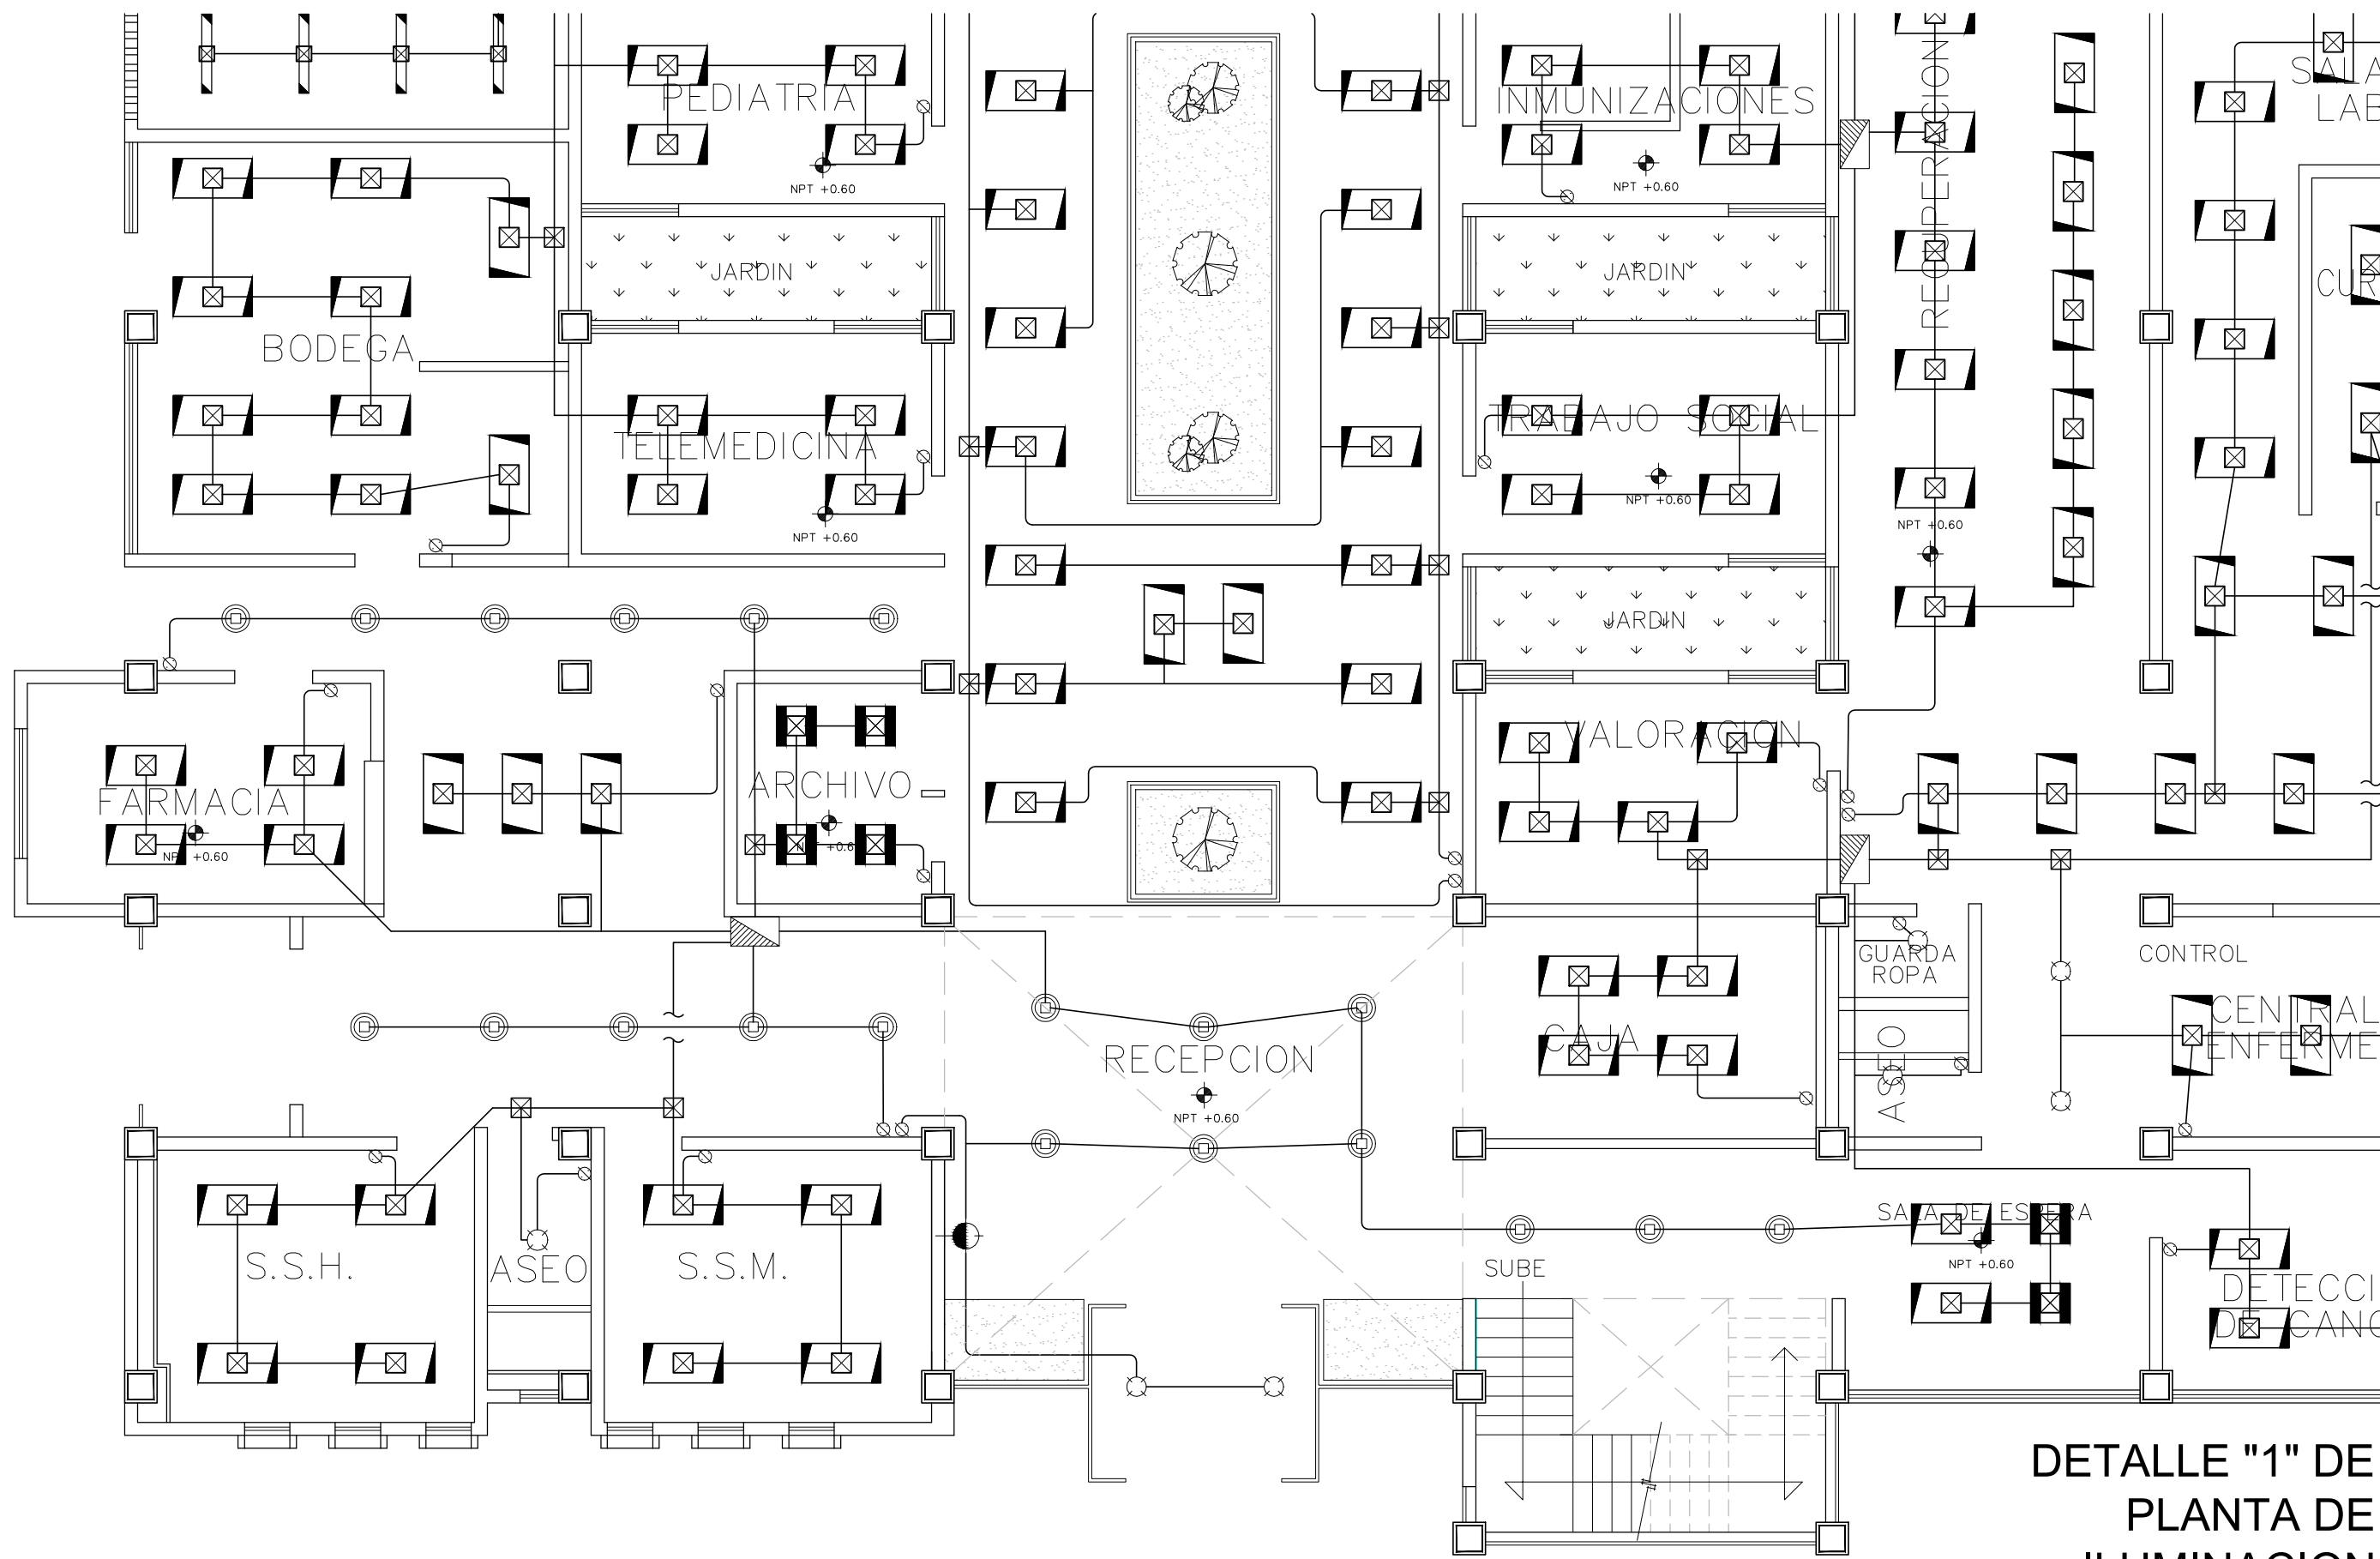 PEDIATRIA
NPT +0.60
INMUNIZACIONES
NPT +0.60
RECUPERACION
SALA
LAB
JARDIN
JARDIN
CUR
BODEGA
TELEMEDICINA
NPT +0.60
TRABAJO SOCIAL
NPT +0.60
NPT +0.60
JARDIN
FARMACIA
NPT +0.60
ARCHIVO
VALORACION
GUARDA
ROPA
CONTROL
CENTRAL
ENFERME
RECEPCION
NPT +0.60
CAJA
ASEO
S.S.H.
ASEO
S.S.M.
SUBE
SALA DE ESPERA
NPT +0.60
DETECCI
DE CANC
DETALLE "1" DE
PLANTA DE
ILUMINACION